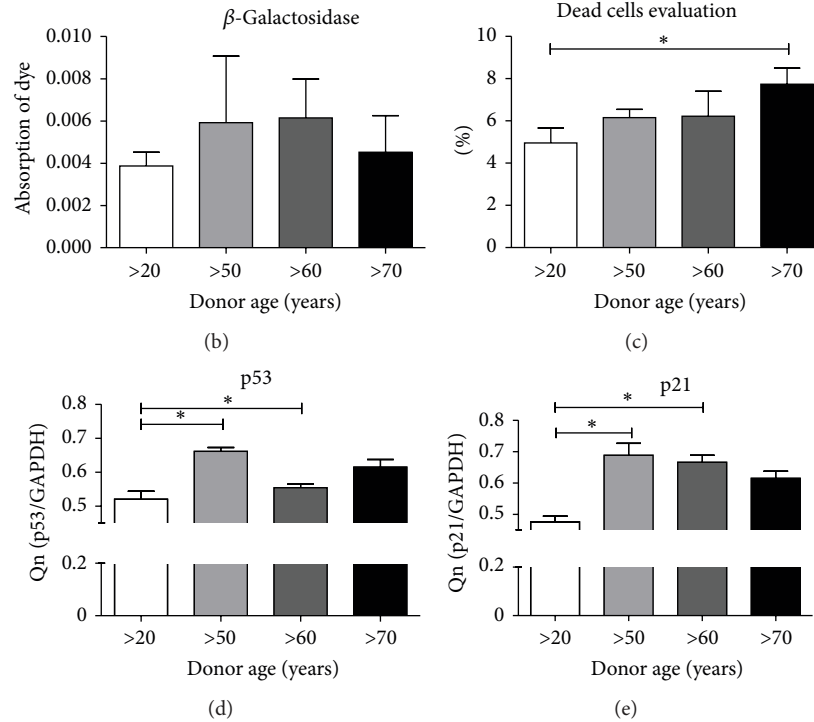 β-Galactosidase
0.010
0.008
0.006
0.004
0.002
0.000
Absorption of dye
>20 >50 >60 >70
Donor age (years)
(b)
Dead cells evaluation
*
10
8
6
4
2
0
(%)
>20 >50 >60 >70
Donor age (years)
(c)
p53
*
*
0.8
0.7
0.6
0.5
0.2
0
Qn (p53/GAPDH)
>20 >50 >60 >70
Donor age (years)
(d)
p21
*
*
0.8
0.7
0.6
0.5
0.2
0
Qn (p21/GAPDH)
>20 >50 >60 >70
Donor age (years)
(e)